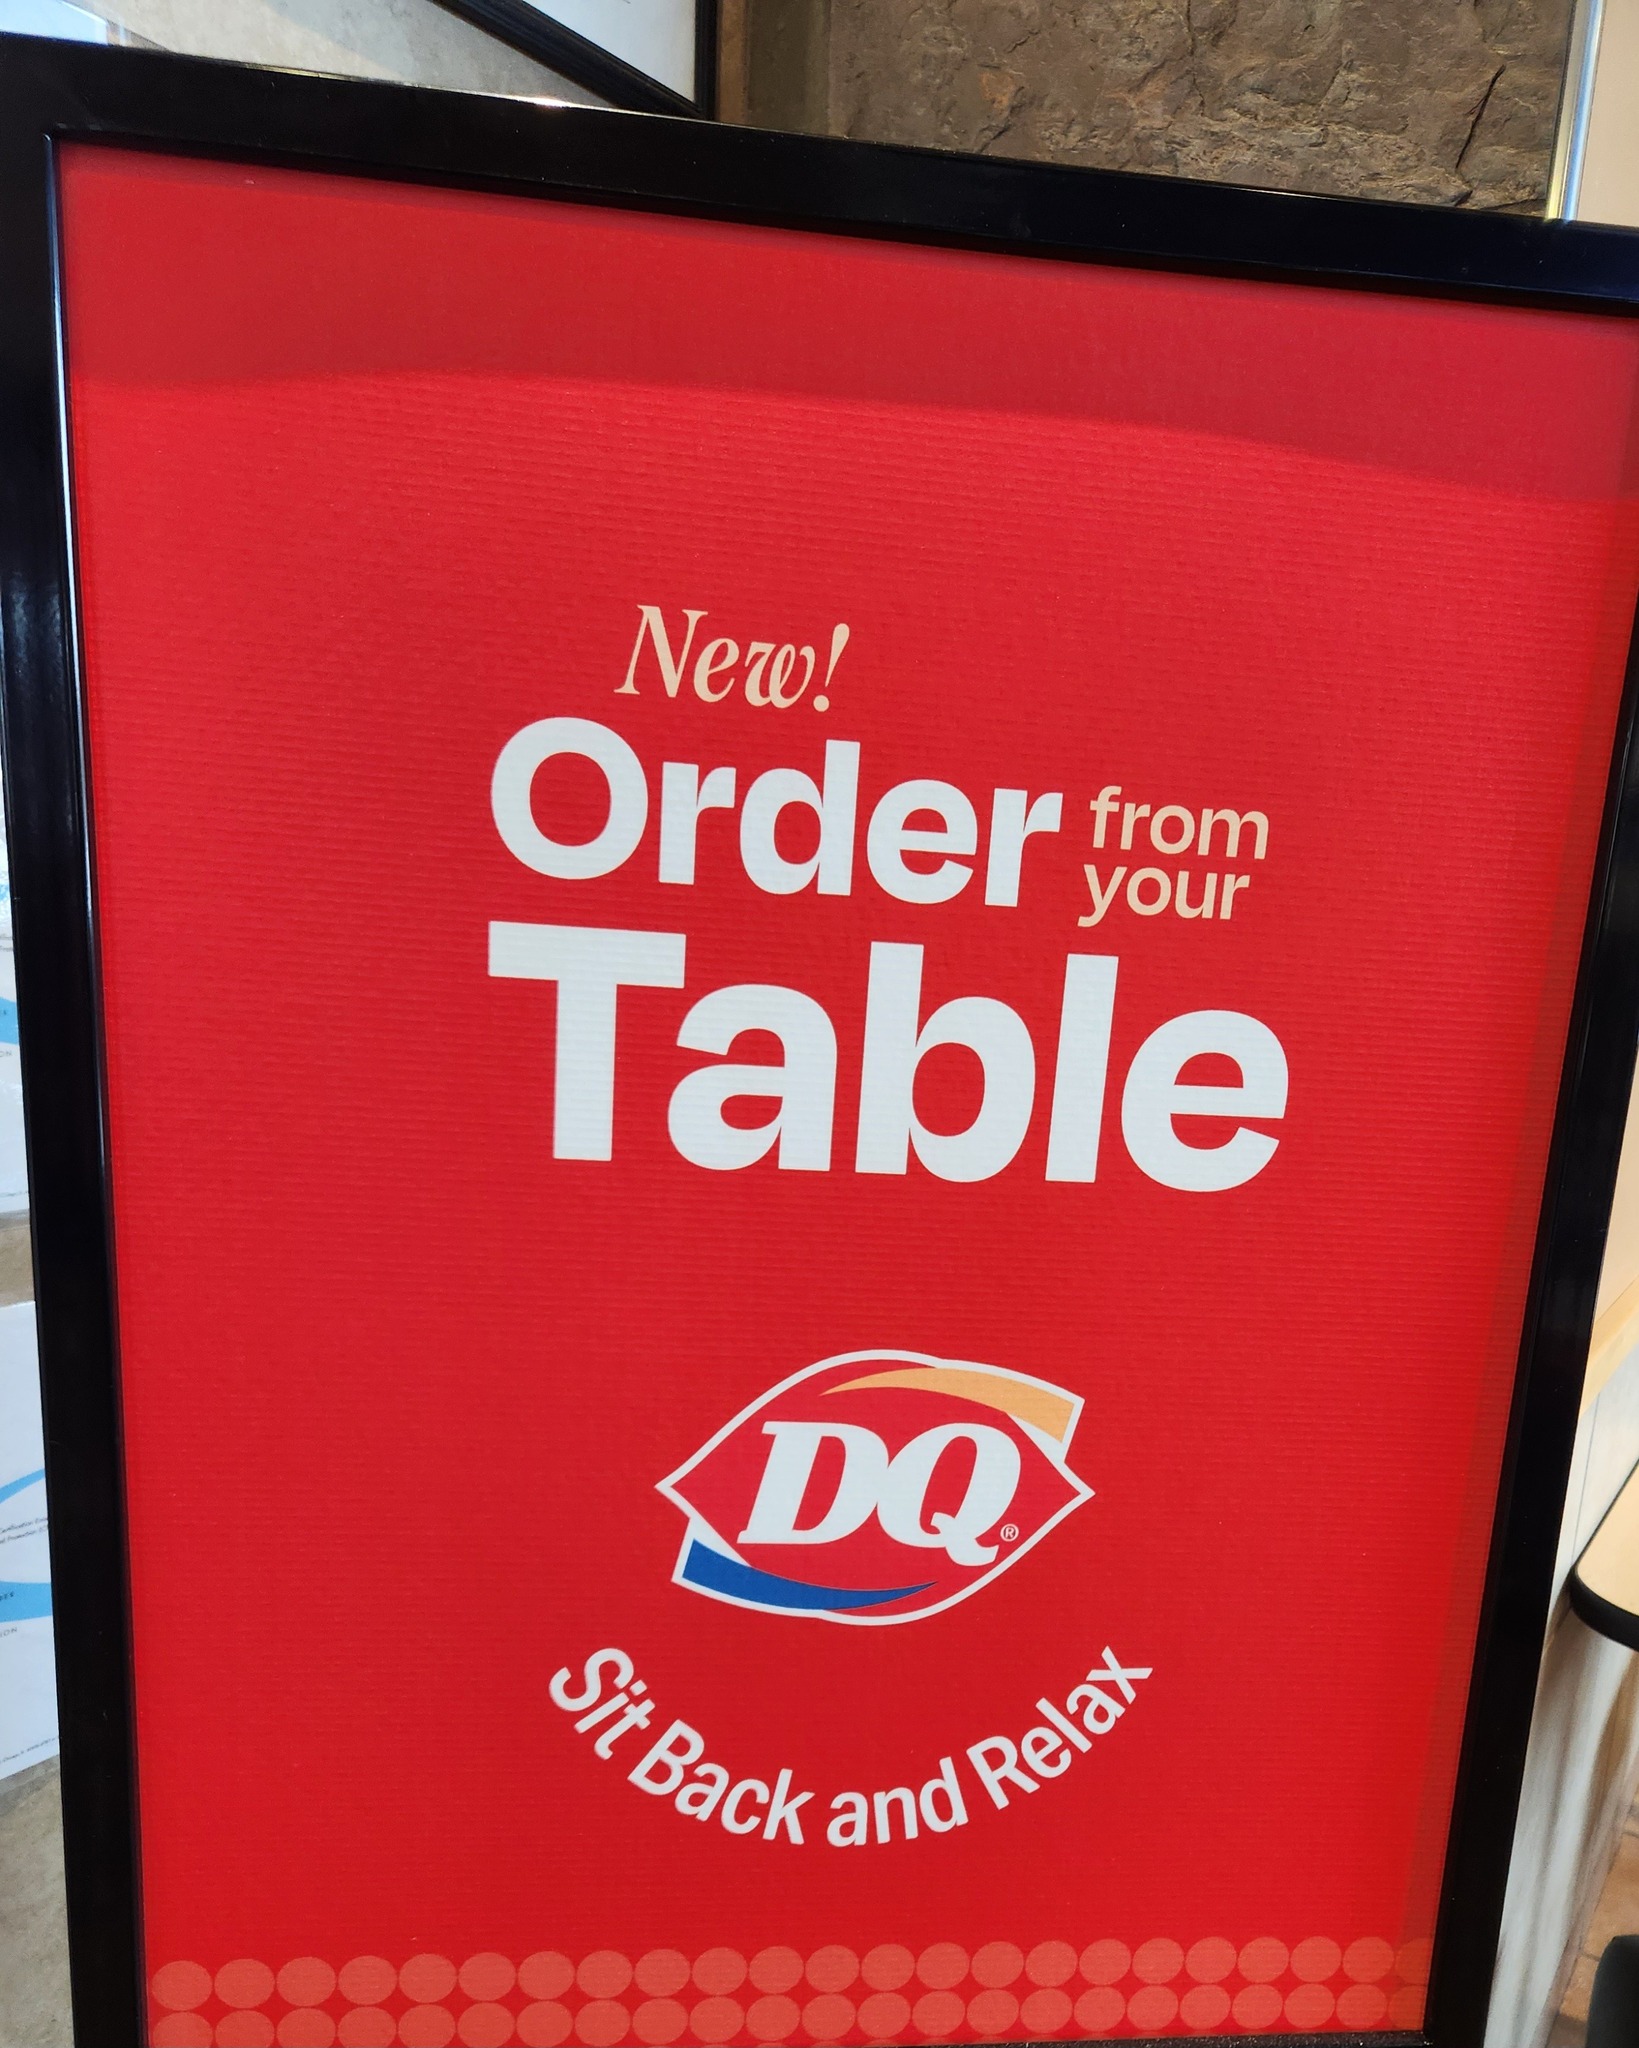 New!
Order from
your
Table
DQ®
Sit Back and Relax